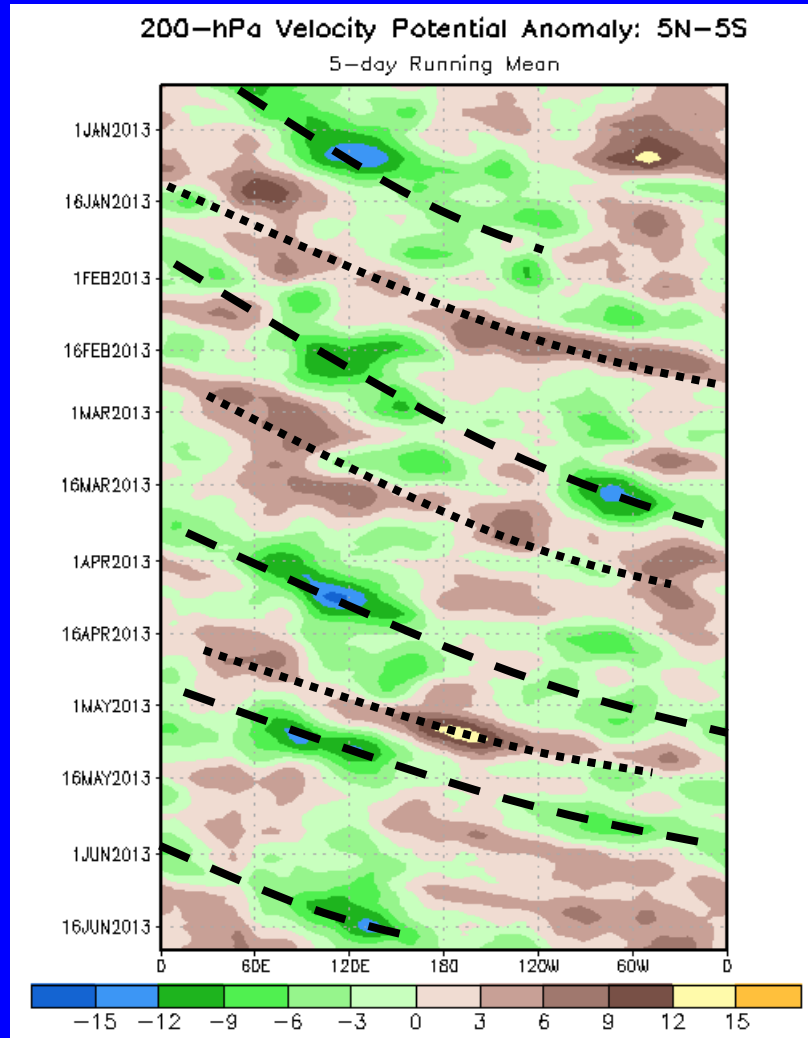 200-hPa Velocity Potential Anomaly: 5N-5S
5-day Running Mean
1JAN2013
16JAN2013
1FEB2013
16FEB2013
1MAR2013
16MAR2013
1APR2013
16APR2013
1MAY2013
16MAY2013
1JUN2013
16JUN2013
0 60E 120E 180 120W 60W 0
-15 -12 -9 -6 -3 0 3 6 9 12 15